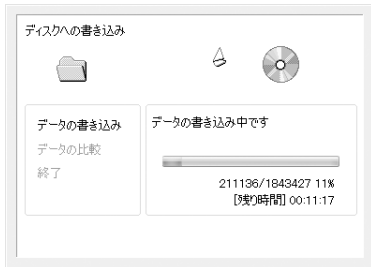 ディスクへの書き込み
データの書き込み
データの比較
終了
データの書き込み中です
211136/1843427 11%
[残り時間] 00:11:17